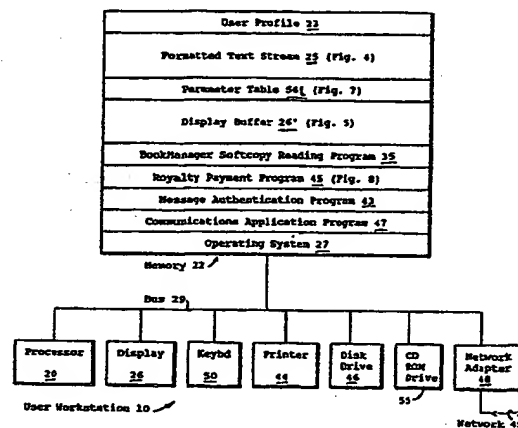 User Profile 23
Formatted Text Stream 25 (Fig. 4)
Parameter Table (Fig. 7)
Display Buffer 26' (Fig. 5)
BookManager Softcopy Reading Program 35
Royalty Payment Program 45 (Fig. 8)
Message Authentication Program 43
Communications Application Program 47
Operating System 27
Memory 22
Bus 29
Processor 20
Display 26
Keybd 50
Printer 44
Disk Drive 46
CD ROM Drive 55
Network Adapter 48
User Workstation 10
Network